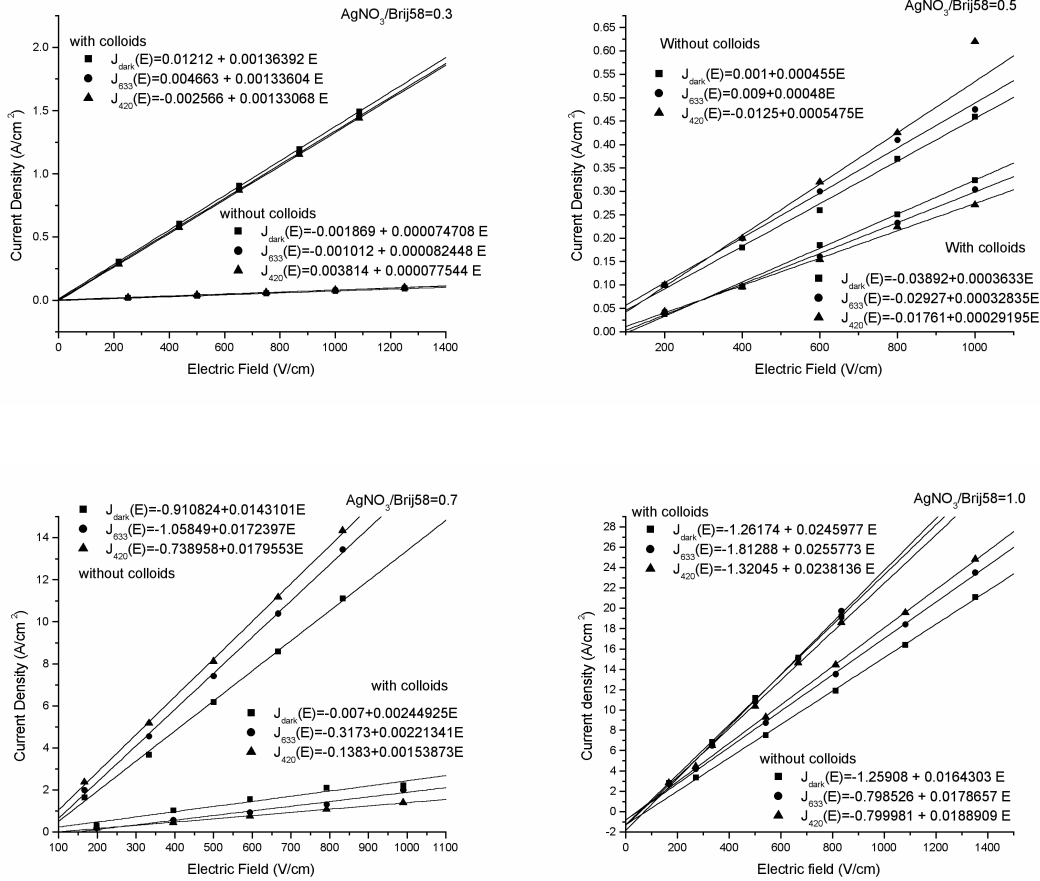 AgNO3/Brij58=0.3
with colloids
Jdark(E)=0.01212 + 0.00136392 E
J633(E)=0.004663 + 0.00133604 E
J420(E)=-0.002566 + 0.00133068 E
without colloids
Jdark(E)=-0.001869 + 0.000074708 E
J633(E)=-0.001012 + 0.000082448 E
J420(E)=0.003814 + 0.000077544 E
Current Density (A/cm-2)
2.0
1.5
1.0
0.5
0.0
0 200 400 600 800 1000 1200 1400
Electric Field (V/cm)
AgNO3/Brij58=0.5
Without colloids
Jdark(E)=0.001+0.000455E
J633(E)=0.009+0.00048E
J420(E)=-0.0125+0.0005475E
With colloids
Jdark(E)=-0.03892+0.0003633E
J633(E)=-0.02927+0.00032835E
J420(E)=-0.01761+0.00029195E
Current Density (A/cm-2)
0.65
0.60
0.55
0.50
0.45
0.40
0.35
0.30
0.25
0.20
0.15
0.10
0.05
0.00
200 400 600 800 1000
Electric Field (V/cm)
AgNO3/Brij58=0.7
Jdark(E)=-0.910824+0.0143101E
J633(E)=-1.05849+0.0172397E
J420(E)=-0.738958+0.0179553E
without colloids
with colloids
Jdark(E)=-0.007+0.00244925E
J633(E)=-0.3173+0.00221341E
J420(E)=-0.1383+0.00153873E
Current Density (A/cm-2)
14
12
10
8
6
4
2
0
100 200 300 400 500 600 700 800 900 1000 1100
Electric Field (V/cm)
AgNO3/Brij58=1.0
with colloids
Jdark(E)=-1.26174 + 0.0245977 E
J633(E)=-1.81288 + 0.0255773 E
J420(E)=-1.32045 + 0.0238136 E
without colloids
Jdark(E)=-1.25908 + 0.0164303 E
J633(E)=-0.798526 + 0.0178657 E
J420(E)=-0.799981 + 0.0188909 E
Current density (A/cm-2)
28
26
24
22
20
18
16
14
12
10
8
6
4
2
0
-2
0 200 400 600 800 1000 1200 1400
Electric field (V/cm)